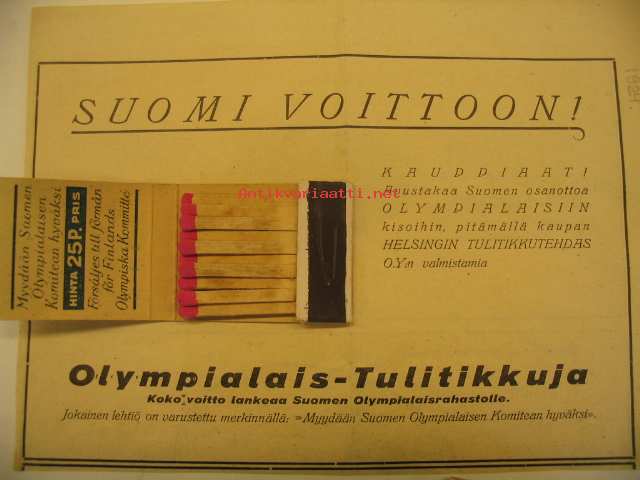 SUOMI VOITTOON!
KAUPPIAAT!
Avustakaa Suomen osanottoa
OLYMPIALAISIIN
kisoihin, pitämällä kaupan
HELSINGIN TULITIKKUTEHDAS
O.Y:n valmistamia
Antikvariaatti.net
Myydään Suomen
Olympialaisen
Komitean hyväksi
HINTA 25P. PRIS
Försäljes till förmån
för Finlands
Olympiska Kommitté
Olympialais-Tulitikkuja
Koko voitto lankeaa Suomen Olympialaisrahastolle.
Jokainen lehtiö on varustettu merkinnällä: »Myydään Suomen Olympialaisen Komitean hyväksi».